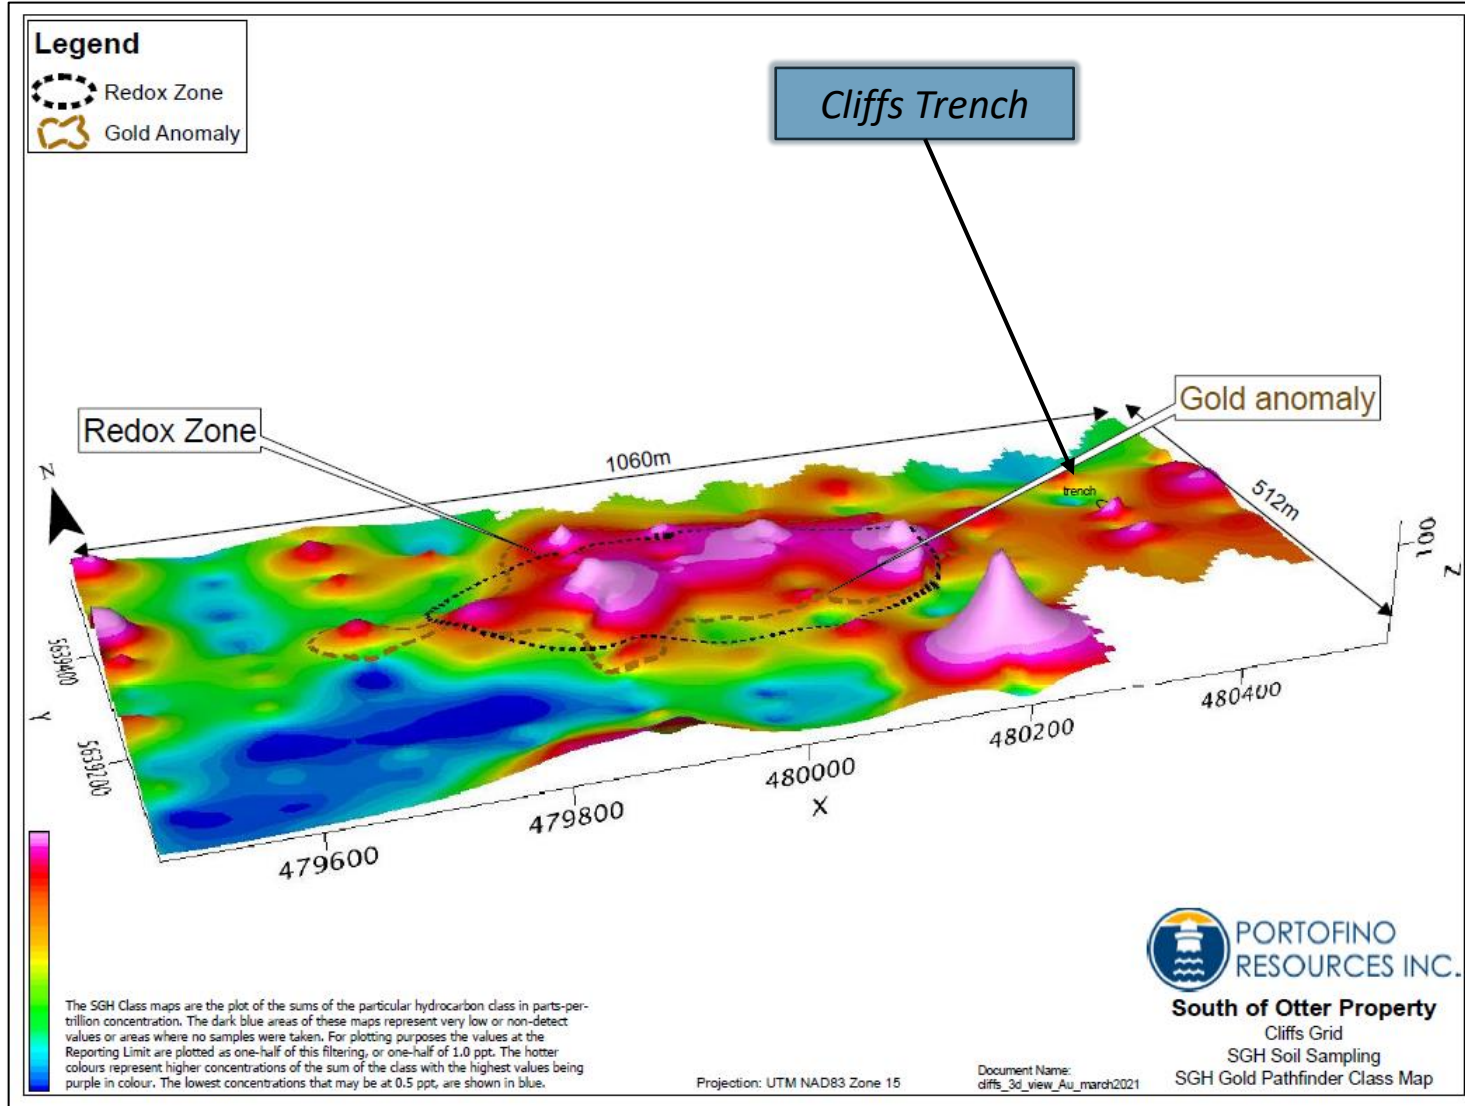 Legend
Redox Zone
Gold Anomaly
Cliffs Trench
Gold anomaly
Redox Zone
1060m
trench
512m
N
100
Z
5639400
Y
5639200
480400
480200
480000
X
479800
479600
PORTOFINO
RESOURCES INC.
South of Otter Property
Cliffs Grid
SGH Soil Sampling
SGH Gold Pathfinder Class Map
The SGH Class maps are the plot of the sums of the particular hydrocarbon class in parts-per-
trillion concentration. The dark blue areas of these maps represent very low or non-detect
values or areas where no samples were taken. For plotting purposes the values at the
Reporting Limit are plotted as one-half of this filtering, or one-half of 1.0 ppt. The hotter
colours represent higher concentrations of the sum of the class with the highest values being
purple in colour. The lowest concentrations that may be at 0.5 ppt, are shown in blue.
Projection: UTM NAD83 Zone 15
Document Name:
cliffs_3d_view_Au_march2021